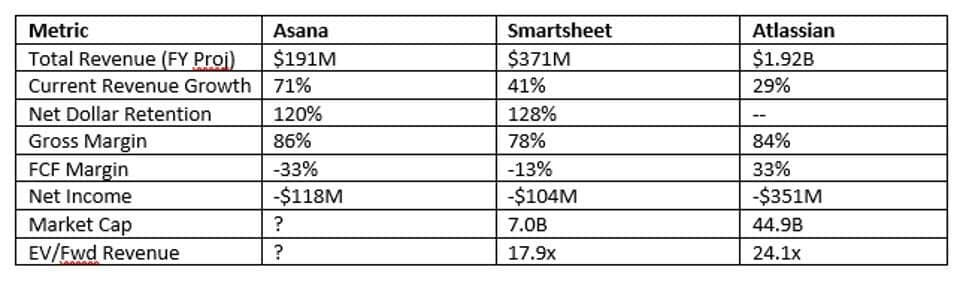 Metric Asana Smartsheet Atlassian
Total Revenue (FY Proj) $191M $371M $1.92B
Current Revenue Growth 71% 41% 29%
Net Dollar Retention 120% 128% --
Gross Margin 86% 78% 84%
FCF Margin -33% -13% 33%
Net Income -$118M -$104M -$351M
Market Cap ? 7.0B 44.9B
EV/Fwd Revenue ? 17.9x 24.1x